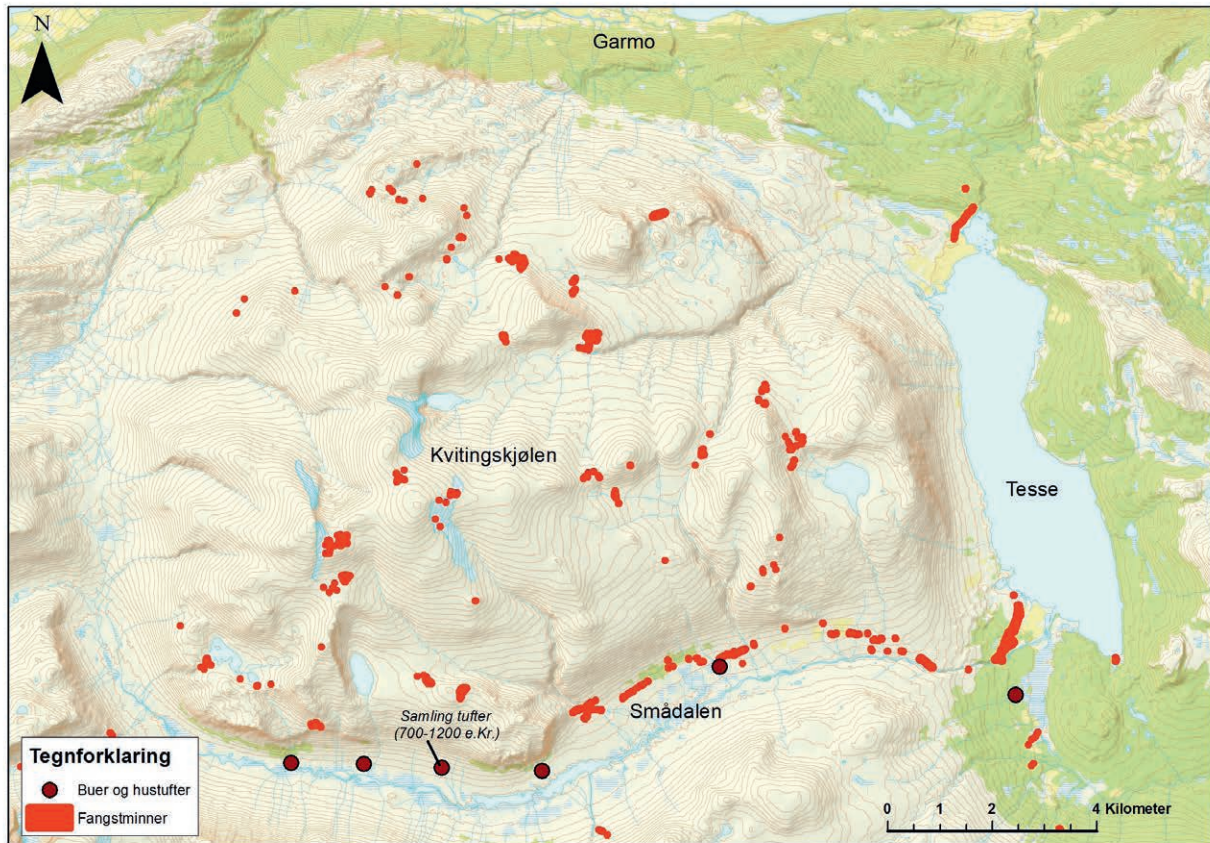 Garmo
N
Kvitingskjølen
Tesse
Smådalen
Samling tufter
(700-1200 e.Kr.)
Tegnforklaring
Buer og hustufter
Fangstminner
0 1 2 4 Kilometer